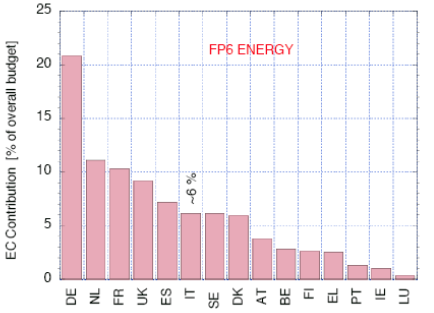 25
FP6 ENERGY
20
15
10
5
0
EC Contribution [% of overall budget]
~6 %
DE NL FR UK ES IT SE DK AT BE FI EL PT IE LU